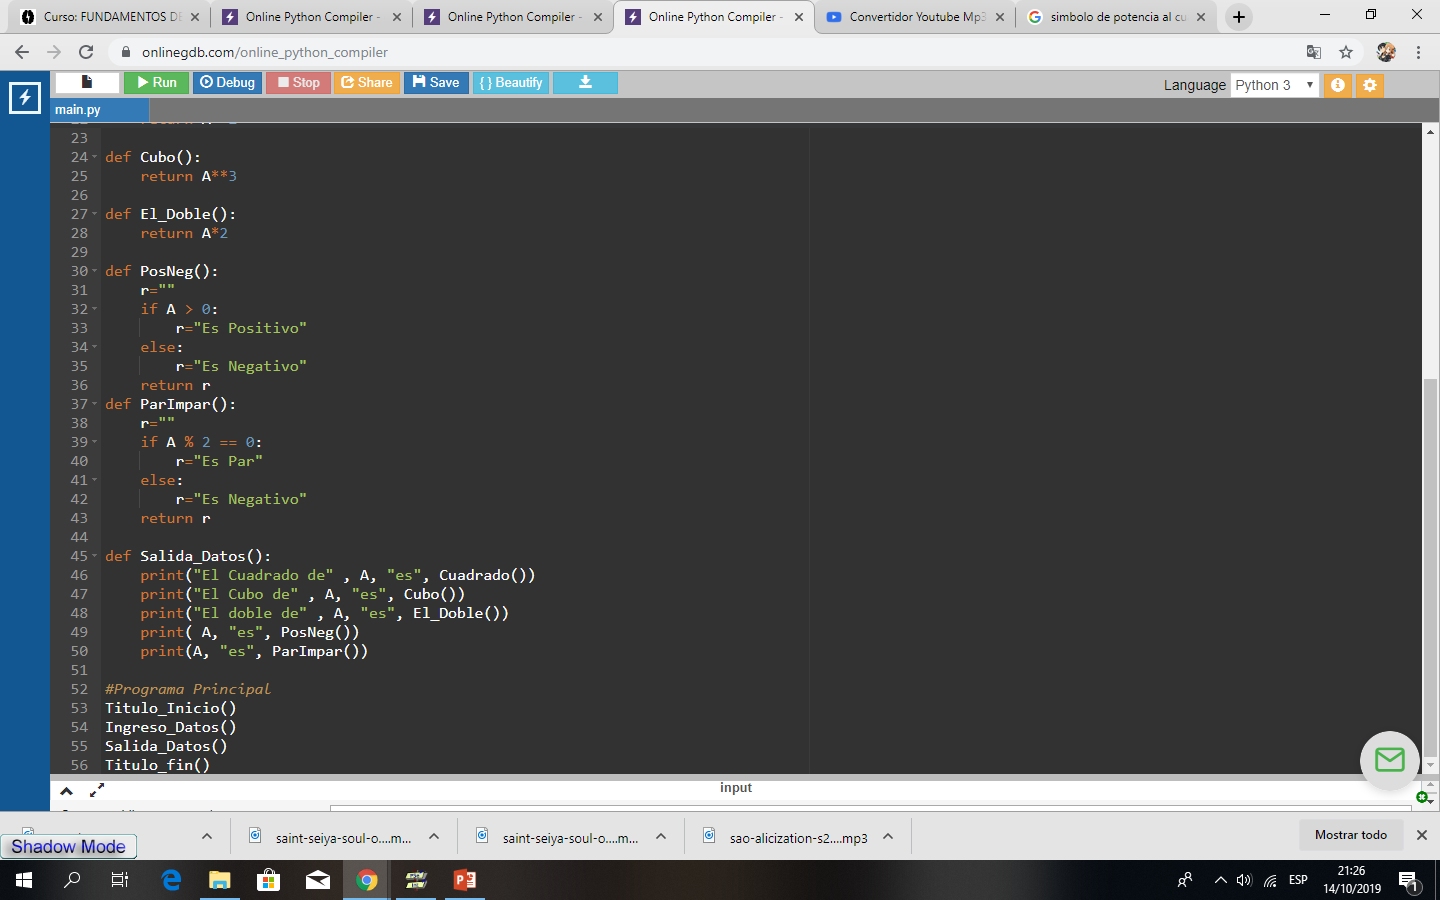 Curso: FUNDAMENTOS DE
Online Python Compiler -
Online Python Compiler -
Online Python Compiler -
Convertidor Youtube Mp3
simbolo de potencia al cu
onlinegdb.com/online_python_compiler
Run
Debug
Stop
Share
Save
{ } Beautify
Language Python 3
main.py
23
24 def Cubo():
25     return A**3
26
27 def El_Doble():
28     return A*2
29
30 def PosNeg():
31     r=""
32     if A > 0:
33         r="Es Positivo"
34     else:
35         r="Es Negativo"
36     return r
37 def ParImpar():
38     r=""
39     if A % 2 == 0:
40         r="Es Par"
41     else:
42         r="Es Negativo"
43     return r
44
45 def Salida_Datos():
46     print("El Cuadrado de" , A, "es", Cuadrado())
47     print("El Cubo de" , A, "es", Cubo())
48     print("El doble de" , A, "es", El_Doble())
49     print( A, "es", PosNeg())
50     print(A, "es", ParImpar())
51
52 #Programa Principal
53 Titulo_Inicio()
54 Ingreso_Datos()
55 Salida_Datos()
56 Titulo_fin()
input
saint-seiya-soul-o....m...
saint-seiya-soul-o....m...
sao-alicization-s2....mp3
Mostrar todo
Shadow Mode
ESP
21:26
14/10/2019
1